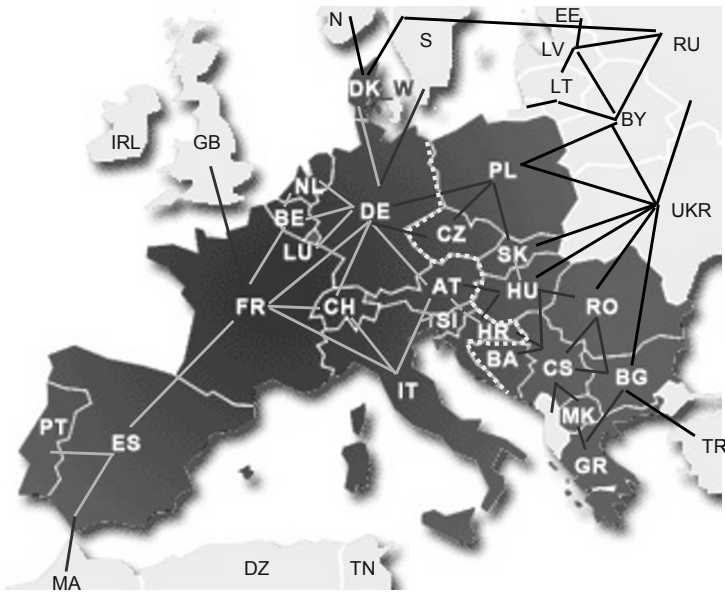 N
S
EE
LV
RU
LT
DK
W
BY
IRL
GB
NL
PL
BE
DE
UKR
LU
CZ
SK
FR
CH
AT
HU
RO
SI
HR
BA
CS
BG
IT
PT
ES
MK
TR
GR
MA
DZ
TN